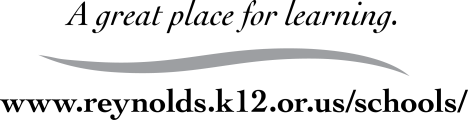 A great place for learning.
www.reynolds.k12.or.us/schools/